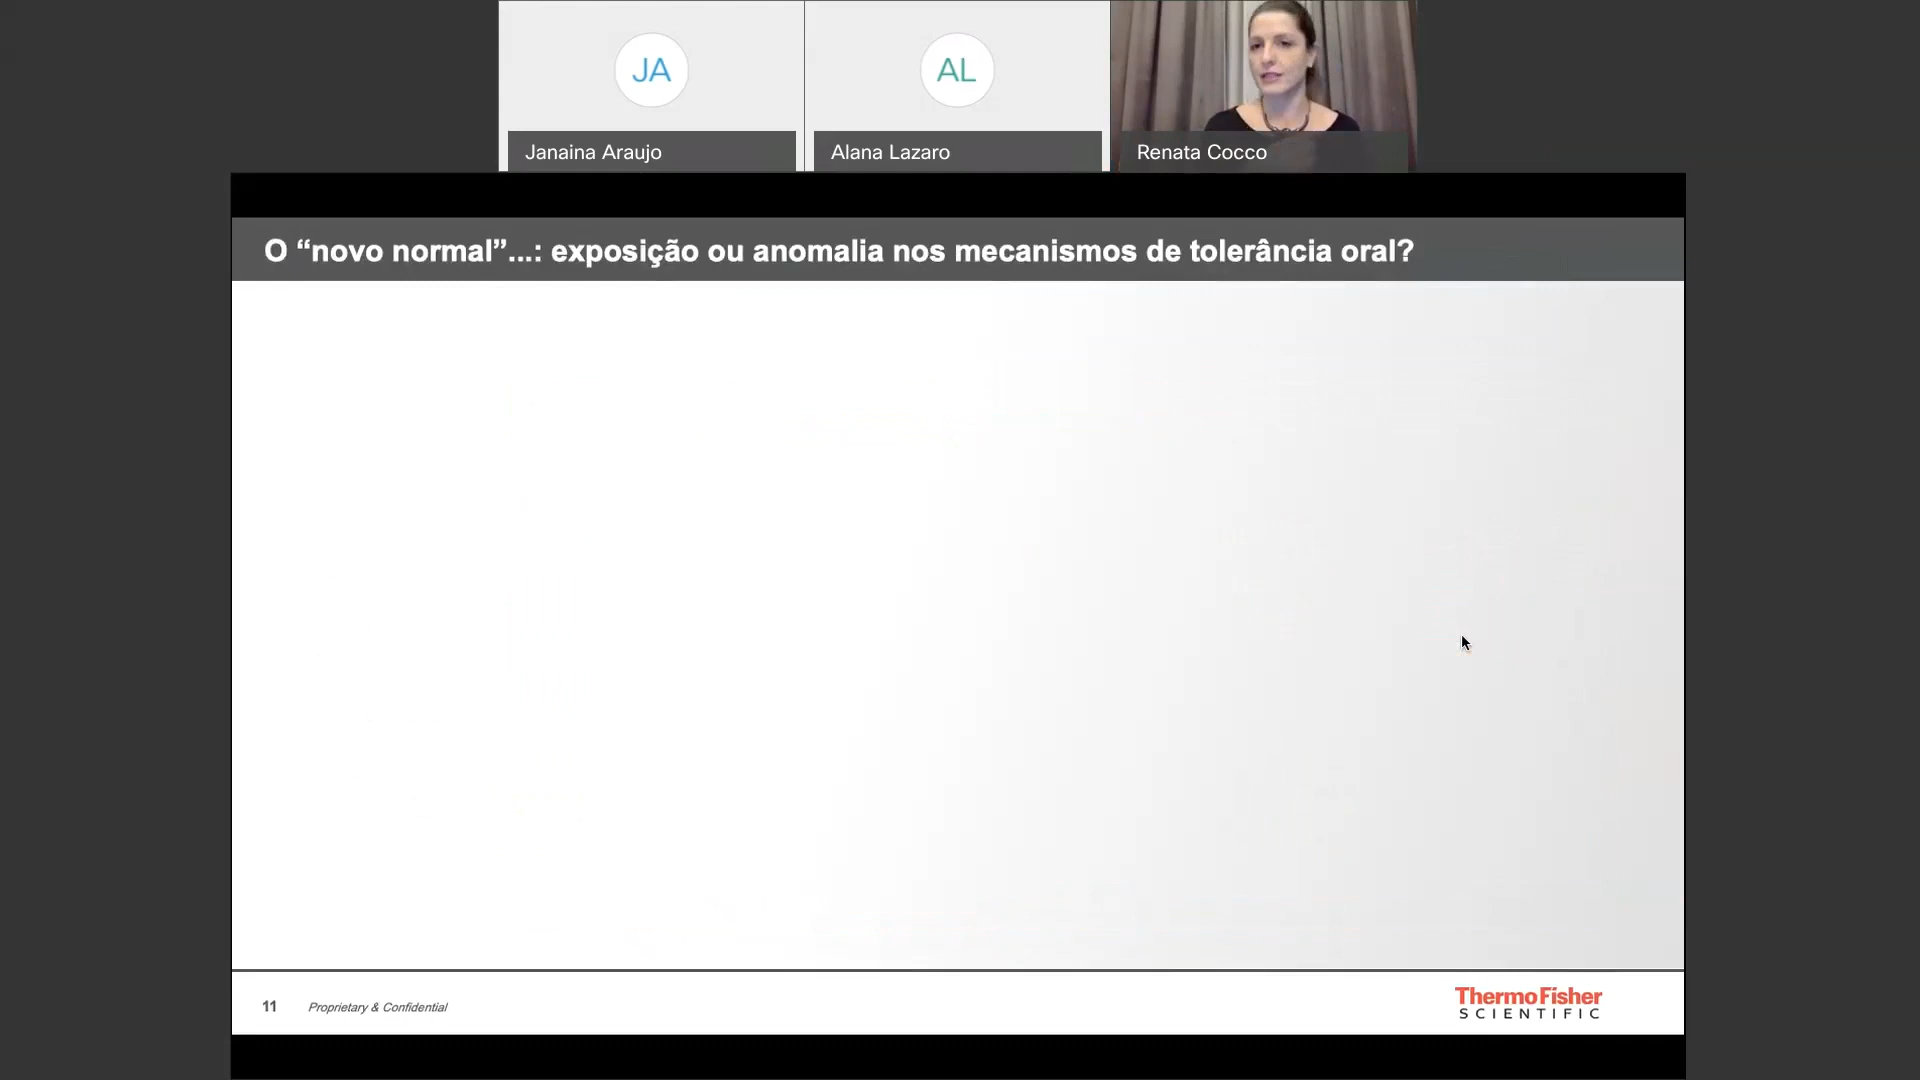 JA
AL
Janaina Araujo
Alana Lazaro
Renata Cocco
O “novo normal”...: exposição ou anomalia nos mecanismos de tolerância oral?
11
Proprietary & Confidential
ThermoFisher
SCIENTIFIC